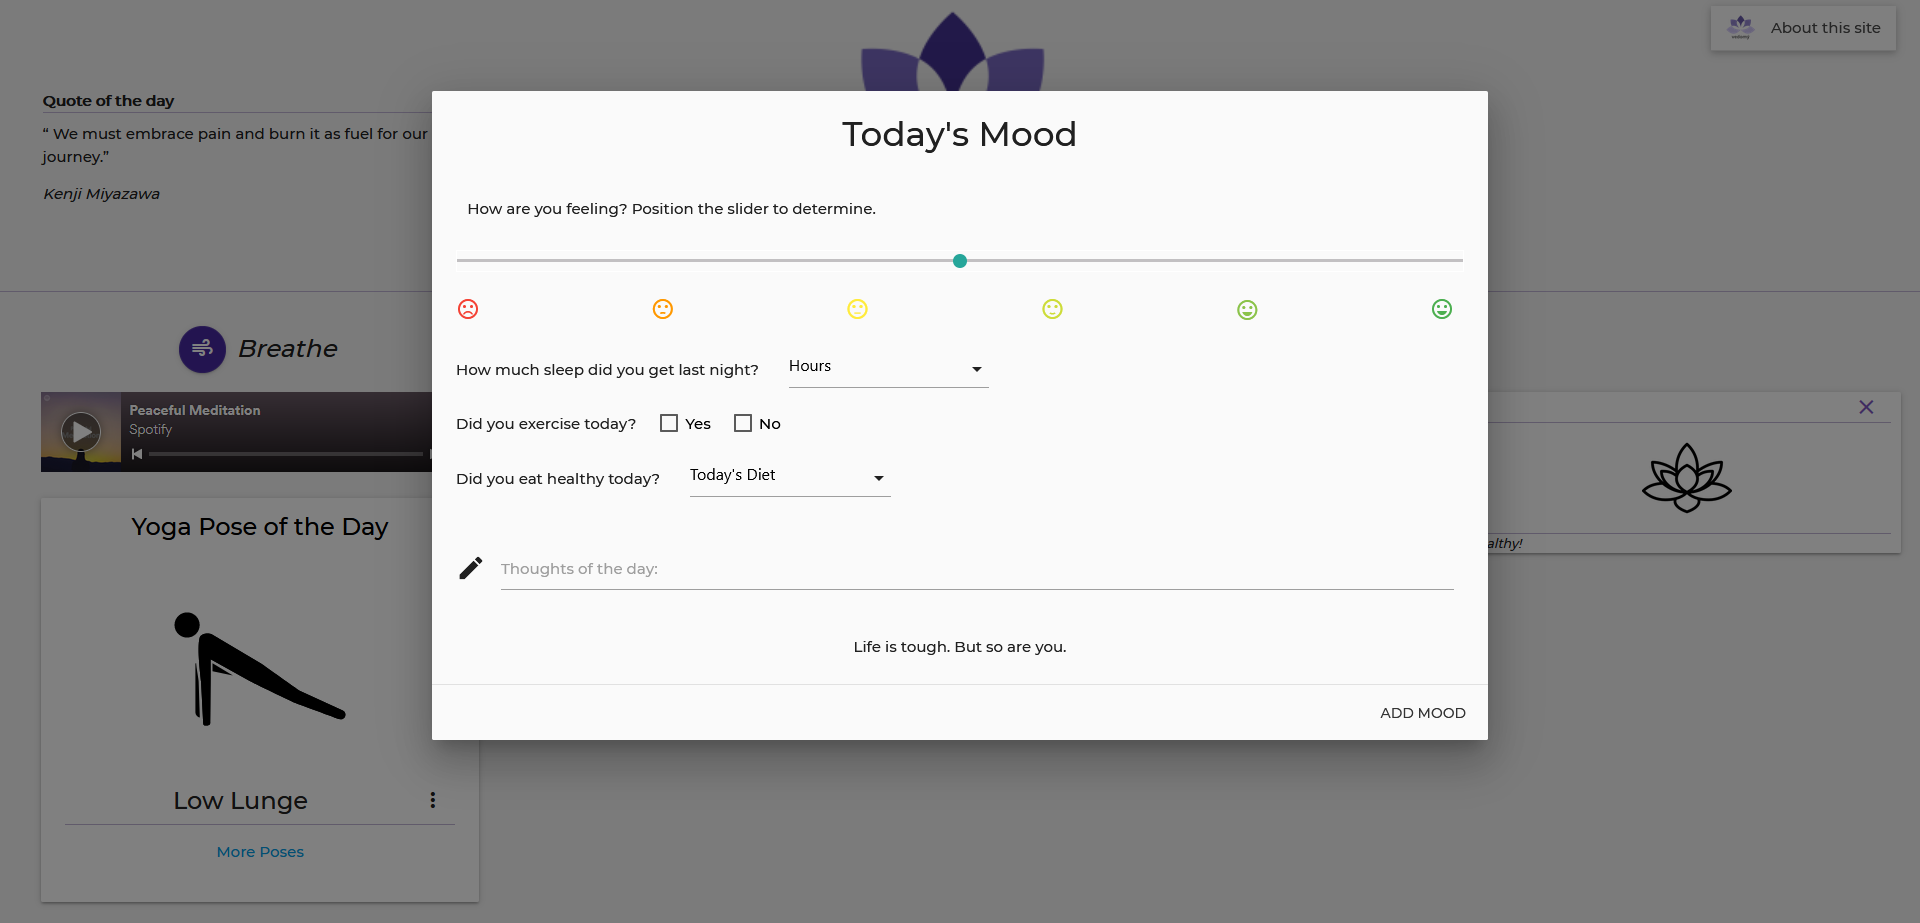 About this site
Quote of the day
“ We must embrace pain and burn it as fuel for our
journey.”
Kenji Miyazawa
Breathe
Peaceful Meditation
Spotify
Yoga Pose of the Day
Low Lunge
More Poses
Today's Mood
How are you feeling? Position the slider to determine.
How much sleep did you get last night? Hours
Did you exercise today? Yes No
Did you eat healthy today? Today's Diet
Thoughts of the day:
Life is tough. But so are you.
ADD MOOD